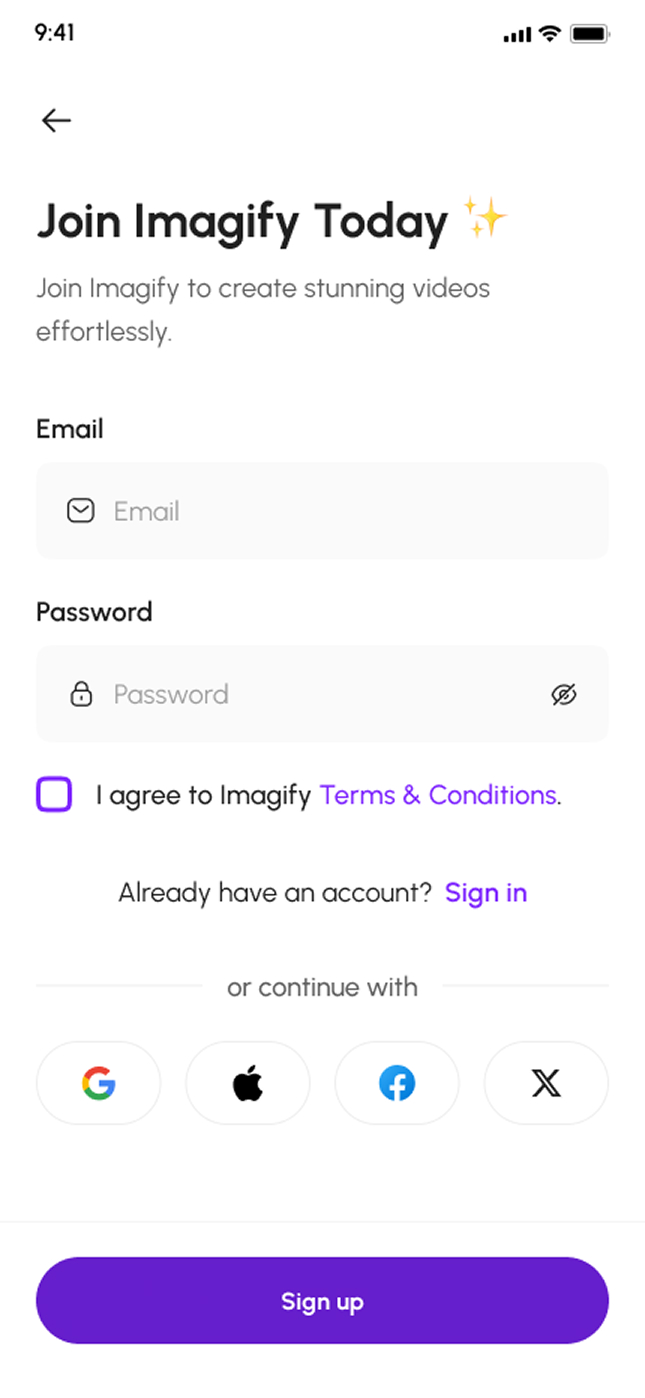 9:41
Join Imagify Today ✨
Join Imagify to create stunning videos
effortlessly.
Email
Email
Password
Password
I agree to Imagify Terms & Conditions.
Already have an account? Sign in
or continue with
Sign up